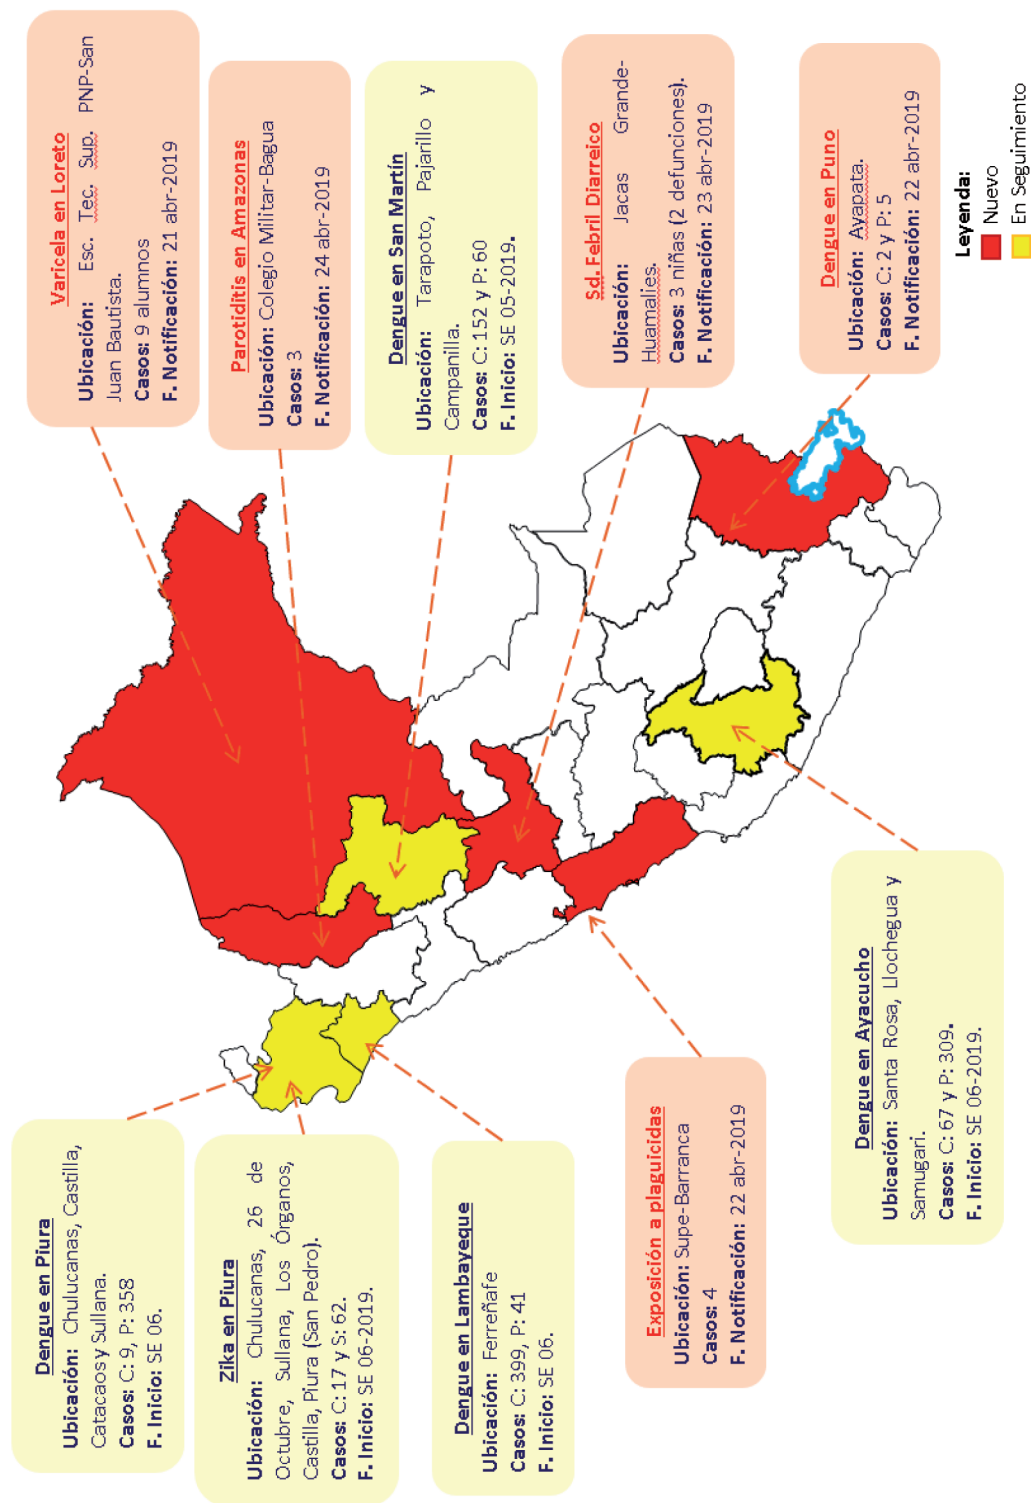 Dengue en Piura
Ubicación: Chulucanas, Castilla,
Catacaos y Sullana.
Casos: C: 9, P: 358
F. Inicio: SE 06.
Zika en Piura
Ubicación: Chulucanas, 26 de
Octubre, Sullana, Los Órganos,
Castilla, Piura (San Pedro).
Casos: C: 17 y S: 62.
F. Inicio: SE 06-2019.
Dengue en Lambayeque
Ubicación: Ferreñafe
Casos: C: 399, P: 41
F. Inicio: SE 06.
Exposición a plaguicidas
Ubicación: Supe-Barranca
Casos: 4
F. Notificación: 22 abr-2019
Dengue en Ayacucho
Ubicación: Santa Rosa, Llochegua y
Samugari.
Casos: C: 67 y P: 309.
F. Inicio: SE 06-2019.
Varicela en Loreto
Ubicación: Esc. Tec. Sup. PNP-San
Juan Bautista.
Casos: 9 alumnos
F. Notificación: 21 abr-2019
Parotiditis en Amazonas
Ubicación: Colegio Militar-Bagua
Casos: 3
F. Notificación: 24 abr-2019
Dengue en San Martín
Ubicación: Tarapoto, Pajarillo y
Campanilla.
Casos: C: 152 y P: 60
F. Inicio: SE 05-2019.
Sd. Febril Diarreico
Ubicación: Jacas Grande-
Huamalies.
Casos: 3 niñas (2 defunciones).
F. Notificación: 23 abr-2019
Dengue en Puno
Ubicación: Ayapata.
Casos: C: 2 y P: 5
F. Notificación: 22 abr-2019
Leyenda:
Nuevo
En Seguimiento